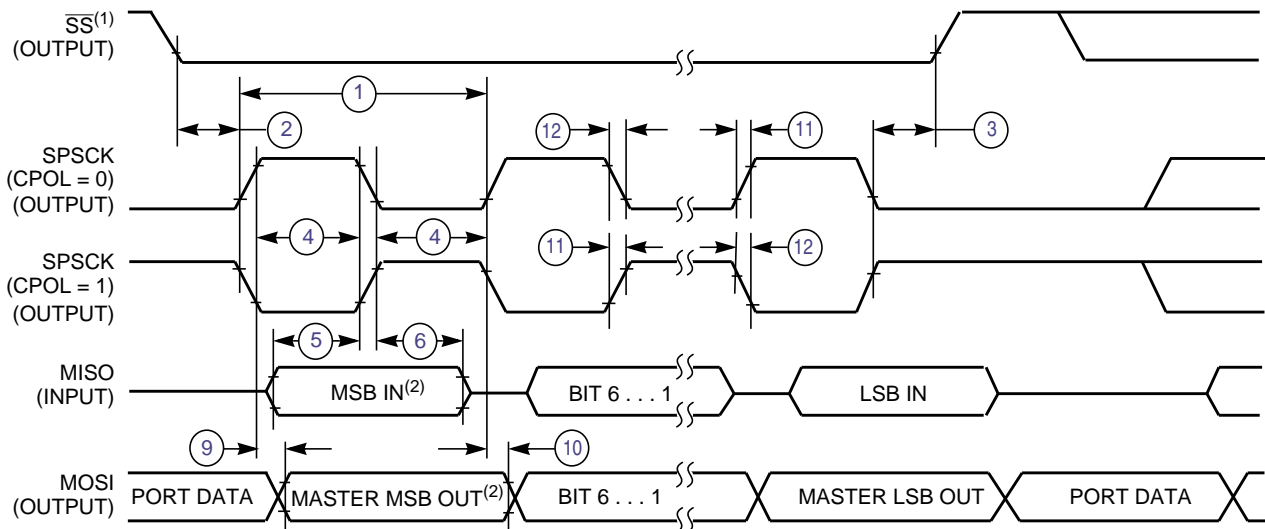 SS(1)
(OUTPUT)
1
2
12
11
3
SPSCK
(CPOL = 0)
(OUTPUT)
4
4
11
12
SPSCK
(CPOL = 1)
(OUTPUT)
5
6
MISO
(INPUT)
MSB IN(2)
BIT 6 . . . 1
LSB IN
9
10
MOSI
(OUTPUT)
PORT DATA
MASTER MSB OUT(2)
BIT 6 . . . 1
MASTER LSB OUT
PORT DATA